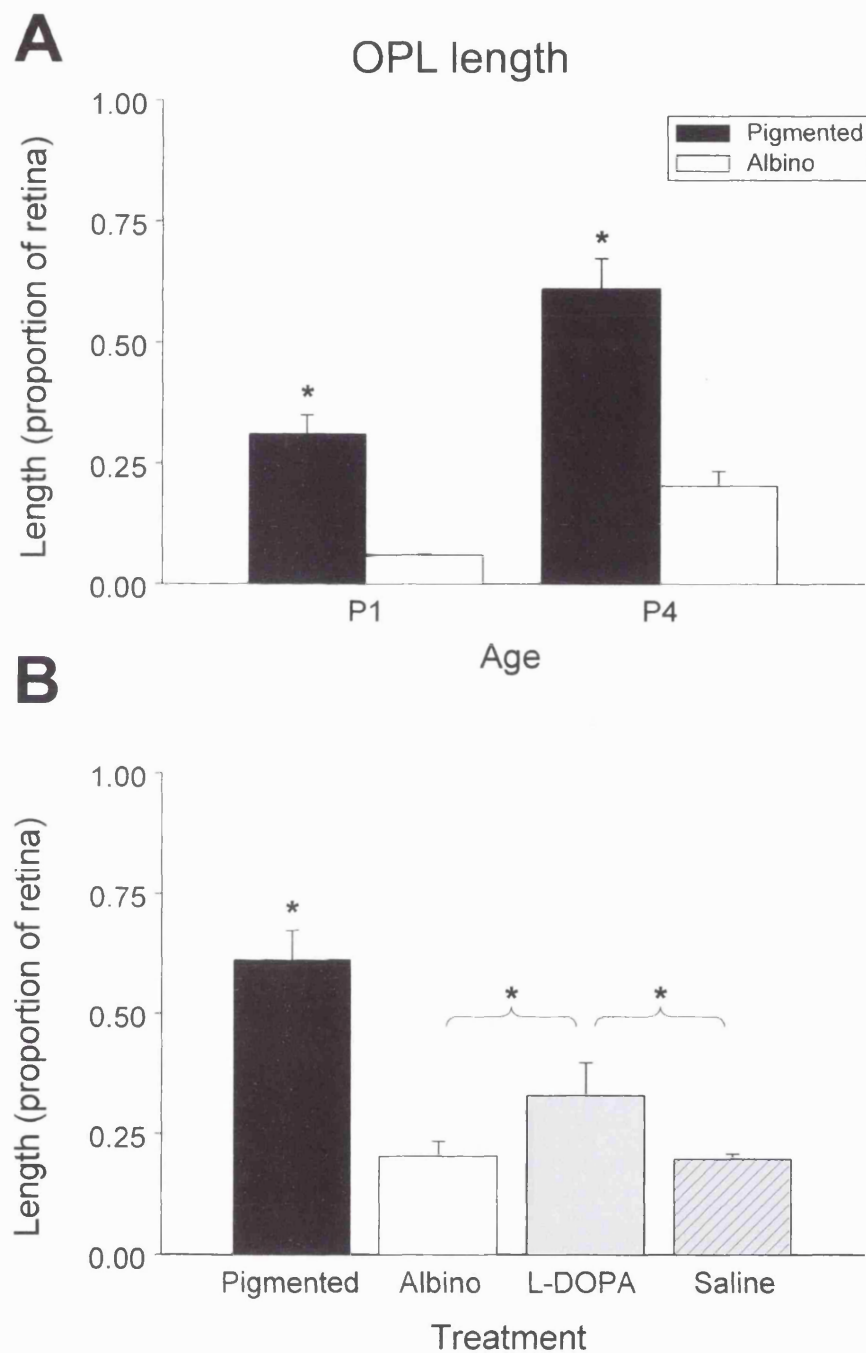 A
OPL length
1.00
0.75
0.50
0.25
0.00
Length (proportion of retina)
Pigmented
Albino
*
*
P1 P4
Age
B
1.00
0.75
0.50
0.25
0.00
Length (proportion of retina)
*
* *
Pigmented Albino L-DOPA Saline
Treatment